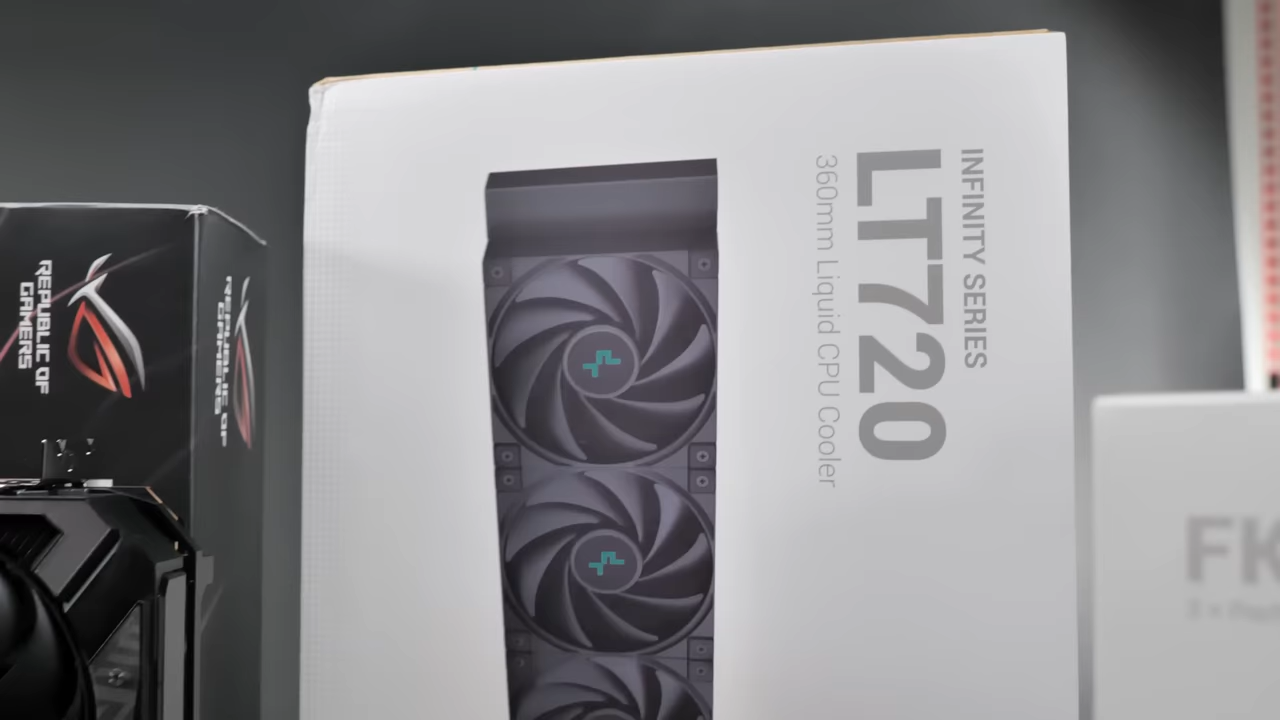 REPUBLIC OF
GAMERS
REPUBLIC OF
GAMERS
INFINITY SERIES
LT720
360mm Liquid CPU Cooler
FK